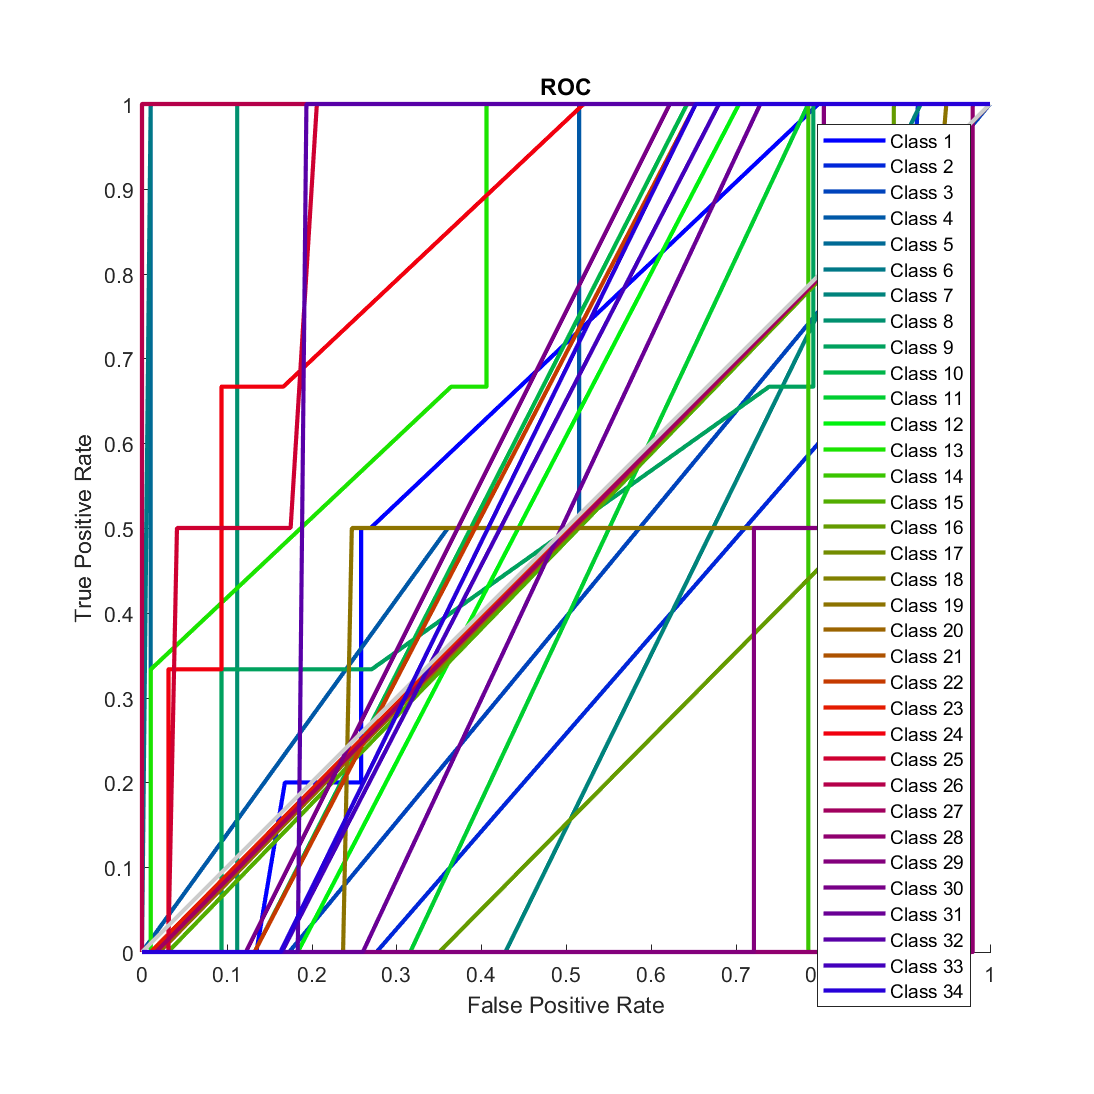 ROC
1
0.9
0.8
0.7
0.6
0.5
0.4
0.3
0.2
0.1
0
True Positive Rate
Class 1
Class 2
Class 3
Class 4
Class 5
Class 6
Class 7
Class 8
Class 9
Class 10
Class 11
Class 12
Class 13
Class 14
Class 15
Class 16
Class 17
Class 18
Class 19
Class 20
Class 21
Class 22
Class 23
Class 24
Class 25
Class 26
Class 27
Class 28
Class 29
Class 30
Class 31
Class 32
Class 33
Class 34
0 0.1 0.2 0.3 0.4 0.5 0.6 0.7 1
False Positive Rate